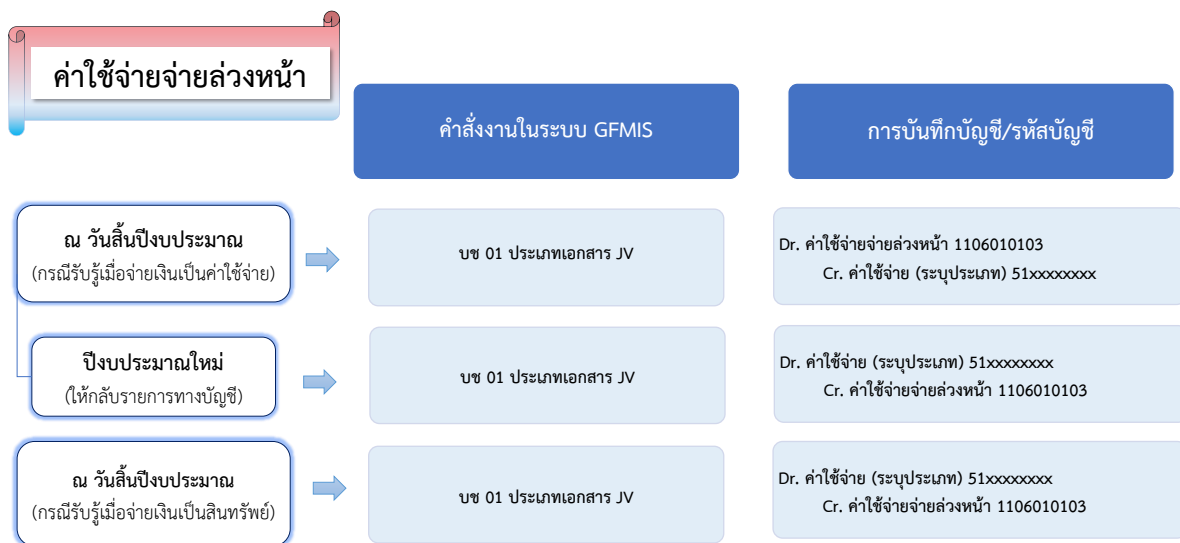 ค่าใช้จ่ายจ่ายล่วงหน้า
คำสั่งงานในระบบ GFMIS
การบันทึกบัญชี/รหัสบัญชี
ณ วันสิ้นปีงบประมาณ
(กรณีรับรู้เมื่อจ่ายเงินเป็นค่าใช้จ่าย)
บช 01 ประเภทเอกสาร JV
Dr. ค่าใช้จ่ายจ่ายล่วงหน้า 1106010103
Cr. ค่าใช้จ่าย (ระบุประเภท) 51xxxxxxxx
ปีงบประมาณใหม่
(ให้กลับรายการทางบัญชี)
บช 01 ประเภทเอกสาร JV
Dr. ค่าใช้จ่าย (ระบุประเภท) 51xxxxxxxx
Cr. ค่าใช้จ่ายจ่ายล่วงหน้า 1106010103
ณ วันสิ้นปีงบประมาณ
(กรณีรับรู้เมื่อจ่ายเงินเป็นสินทรัพย์)
บช 01 ประเภทเอกสาร JV
Dr. ค่าใช้จ่าย (ระบุประเภท) 51xxxxxxxx
Cr. ค่าใช้จ่ายจ่ายล่วงหน้า 1106010103